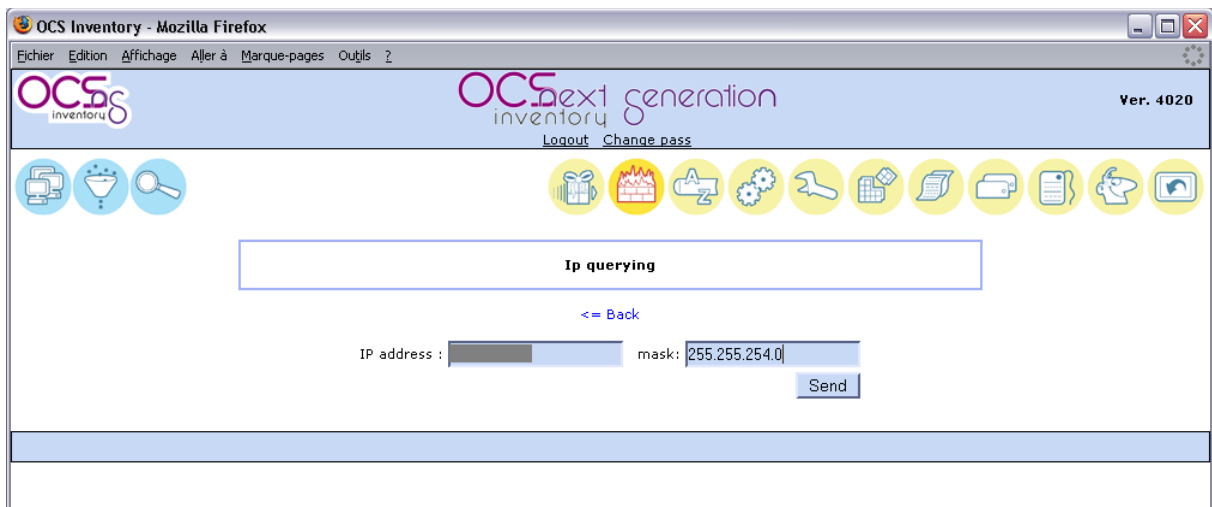 OCS Inventory - Mozilla Firefox
Fichier Edition Affichage Aller à Marque-pages Outils ?
OCS ng
inventory
OCS next generation
inventory
Ver. 4020
Logout Change pass
A Z
Ip querying
<= Back
IP address : mask: 255.255.254.0
Send